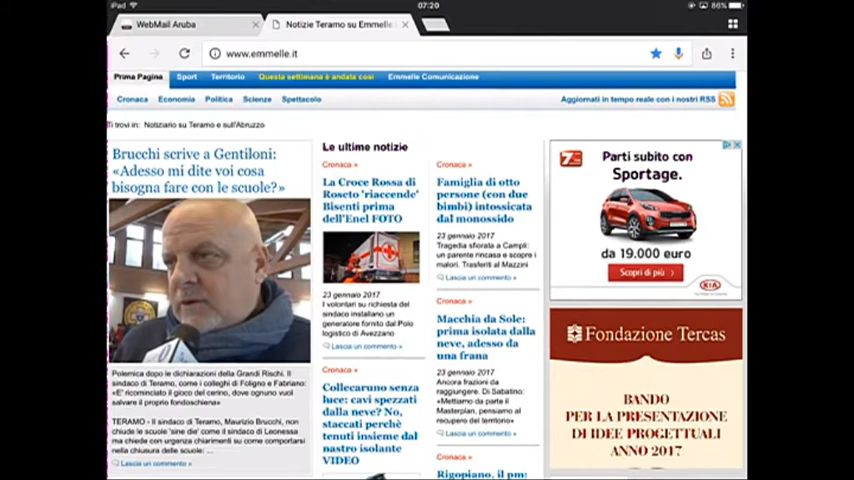 iPad
07:20
86%
WebMail Aruba
Notizie Teramo su Emmelle
www.emmelle.it
Prima Pagina Sport Territorio Questa settimana è andata così Emmelle Comunicazione
Cronaca Economia Politica Scienze Spettacolo
Aggiornati in tempo reale con i nostri RSS
Ti trovi in: Notiziario su Teramo e sull'Abruzzo
Brucchi scrive a Gentiloni:
«Adesso mi dite voi cosa
bisogna fare con le scuole?»
Polemica dopo le dichiarazioni della Grandi Rischi. Il
sindaco di Teramo, come i colleghi di Foligno e Fabriano:
«E' ricominciato il gioco del cerino, dove ognuno vuol
salvare il proprio fondoschiena»
TERAMO - Il sindaco di Teramo, Maurizio Brucchi, non
chiude le scuole 'sine die' come il sindaco di Leonessa
ma chiede con urgenza chiarimenti su come comportarsi
nella chiusura delle scuole: ...
Lascia un commento »
Le ultime notizie
Cronaca »
La Croce Rossa di
Roseto 'riaccende'
Bisenti prima
dell'Enel FOTO
23 gennaio 2017
I volontari su richiesta del
sindaco installano un
generatore fornito dal Polo
logistico di Avezzano
Lascia un commento »
Cronaca »
Collecaruno senza
luce: cavi spezzati
dalla neve? No,
staccati perchè
tenuti insieme dal
nastro isolante
VIDEO
Cronaca »
Famiglia di otto
persone (con due
bimbi) intossicata
dal monossido
23 gennaio 2017
Tragedia sfiorata a Campli:
un parente rincasa e scopre i
malori. Trasferiti al Mazzini
Lascia un commento »
Cronaca »
Macchia da Sole:
prima isolata dalla
neve, adesso da
una frana
23 gennaio 2017
Ancora frazioni da
raggiungere. Di Sabatino:
«Mettiamo da parte il
Masterplan, pensiamo al
recupero del territorio»
Lascia un commento »
Cronaca »
Rigopiano, il pm:
Parti subito con
Sportage.
da 19.000 euro
Scopri di più >
KIA
Fondazione Tercas
BANDO
PER LA PRESENTAZIONE
DI IDEE PROGETTUALI
ANNO 2017